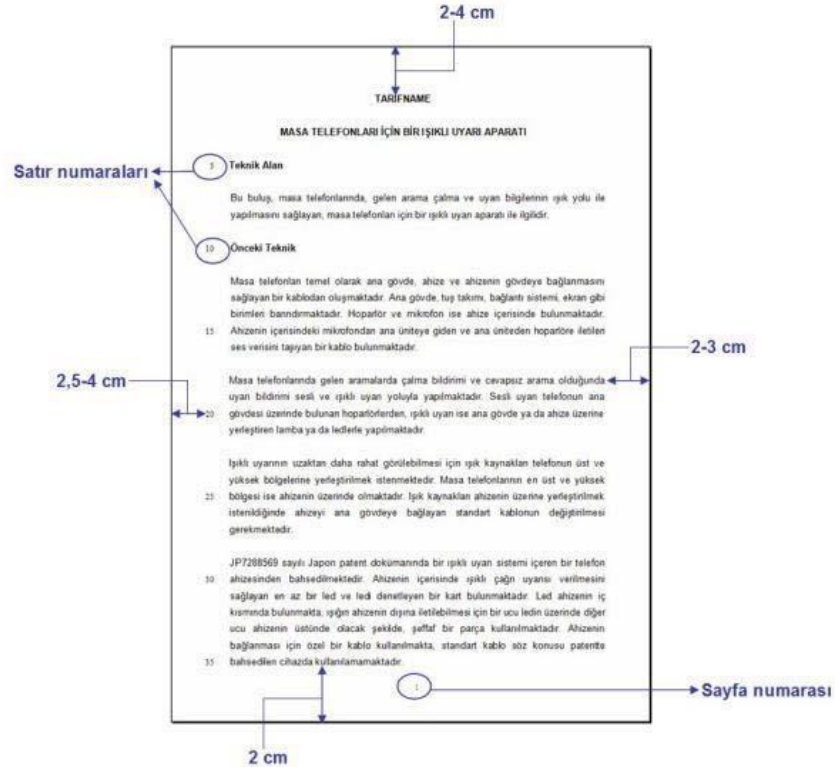 2-4 cm
TARİFNAME
MASA TELEFONLARI İÇİN BİR IŞIKLI UYARI APARATI
Satır numaraları
5 Teknik Alan
Bu buluş, masa telefonlarında, gelen arama çalma ve uyarı bilgilerinin ışık yolu ile
yapılmasını sağlayan, masa telefonları için bir ışıklı uyarı aparatı ile ilgilidir.
10 Önceki Teknik
Masa telefonları temel olarak ana gövde, ahize ve ahizenin gövdeye bağlanmasını
sağlayan bir kablodan oluşmaktadır. Ana gövde, tuş takımı, bağlantı sistemi, ekran gibi
birimleri barındırmaktadır. Hoparlör ve mikrofon ise ahize içerisinde bulunmaktadır.
15 Ahizenin içerisindeki mikrofondan ana üniteye giden ve ana üniteden hoparlöre iletilen
ses verisini taşıyan bir kablo bulunmaktadır.
2-3 cm
2,5-4 cm
Masa telefonlarında gelen aramalarda çalma bildirimi ve cevapsız arama olduğunda
uyarı bildirimi sesli ve ışıklı uyarı yoluyla yapılmaktadır. Sesli uyarı telefonun ana
20 gövdesi üzerinde bulunan hoparlörlerden, ışıklı uyarı ise ana gövde ya da ahize üzerine
yerleştiren lamba ya da ledlerle yapılmaktadır.
Işıklı uyarının uzaktan daha rahat görülebilmesi için ışık kaynakları telefonun üst ve
yüksek bölgelerine yerleştirilmek istenmektedir. Masa telefonlarının en üst ve yüksek
25 bölgesi ise ahizenin üzerinde olmaktadır. Işık kaynakları ahizenin üzerine yerleştirilmek
istenildiğinde ahizeyi ana gövdeye bağlayan standart kablonun değiştirilmesi
gerekmektedir.
JP7288569 sayılı Japon patent dokümanında bir ışıklı uyarı sistemi içeren bir telefon
30 ahizesinden bahsedilmektedir. Ahizenin içerisinde ışıklı çağrı uyarısı verilmesini
sağlayan en az bir led ve ledi denetleyen bir kart bulunmaktadır. Led ahizenin iç
kısmında bulunmakta, ışığın ahizenin dışına iletilebilmesi için bir ucu ledin üzerinde diğer
ucu ahizenin üstünde olacak şekilde, şeffaf bir parça kullanılmaktadır. Ahizenin
bağlanması için özel bir kablo kullanılmakta, standart kablo söz konusu patentte
35 bahsedilen cihazda kullanılamamaktadır.
1
Sayfa numarası
2 cm